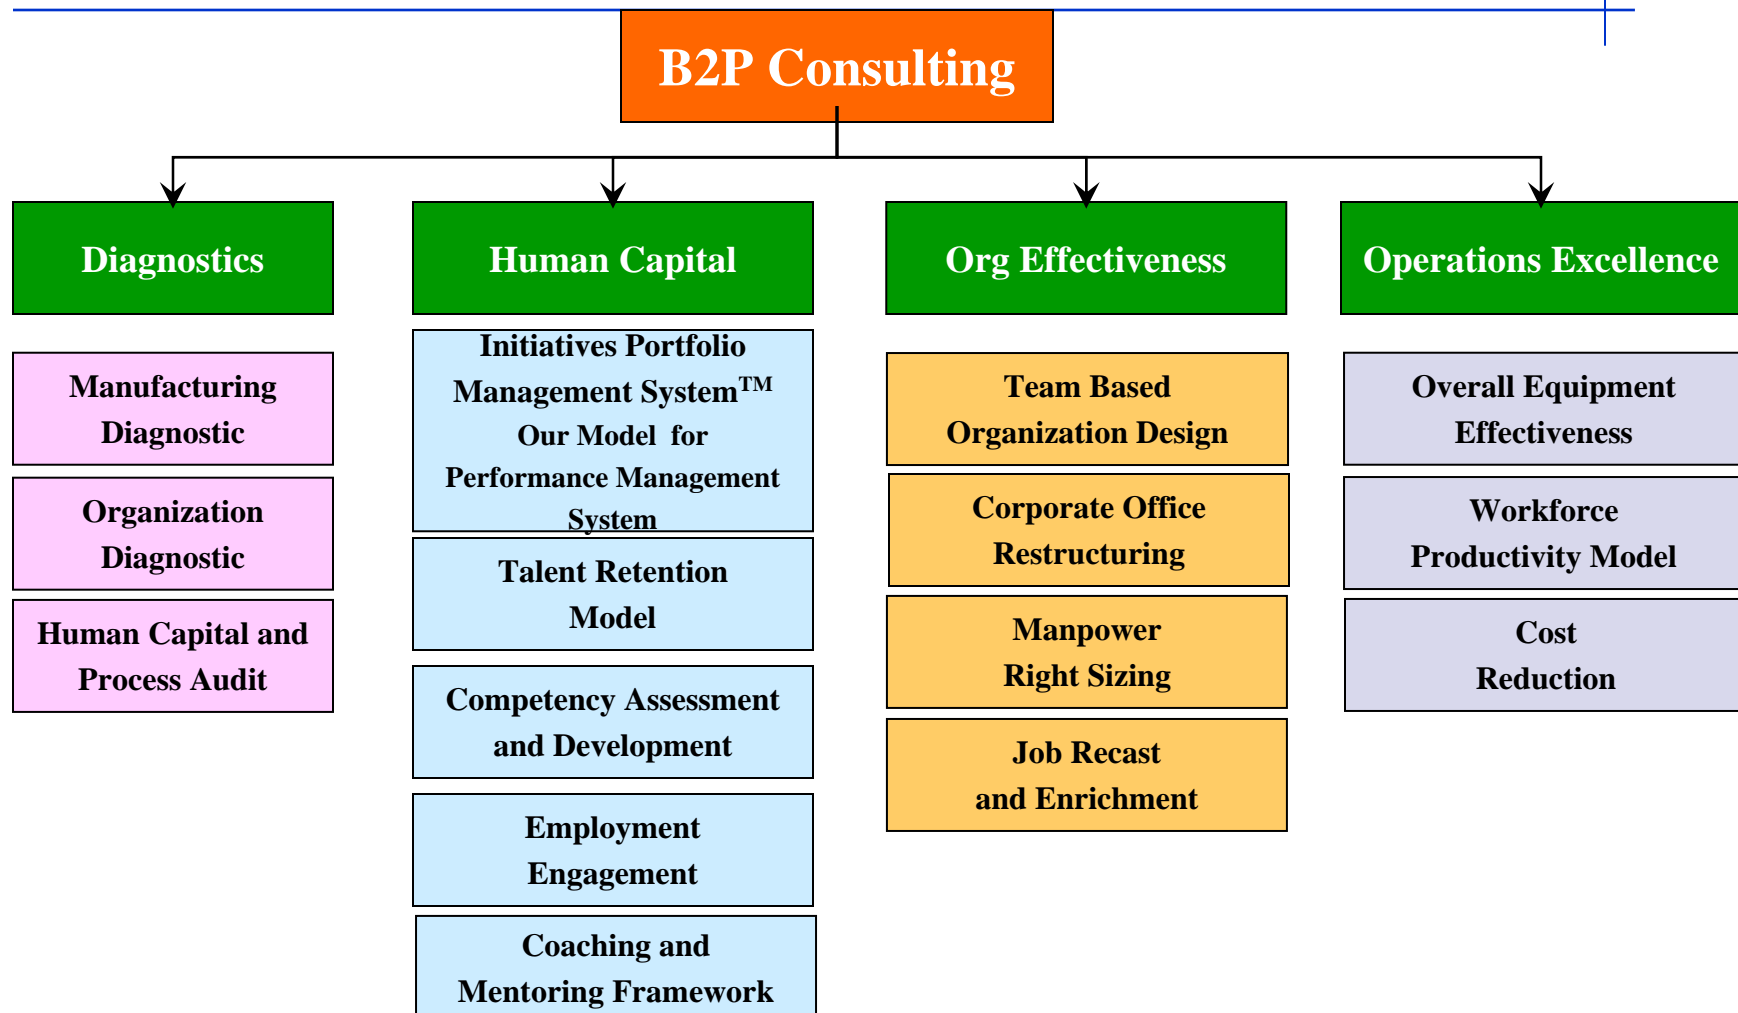 B2P Consulting
Diagnostics
Human Capital
Org Effectiveness
Operations Excellence
Manufacturing
Diagnostic
Organization
Diagnostic
Human Capital and
Process Audit
Initiatives Portfolio
Management System™
Our Model for
Performance Management
System
Talent Retention
Model
Competency Assessment
and Development
Employment
Engagement
Coaching and
Mentoring Framework
Team Based
Organization Design
Corporate Office
Restructuring
Manpower
Right Sizing
Job Recast
and Enrichment
Overall Equipment
Effectiveness
Workforce
Productivity Model
Cost
Reduction